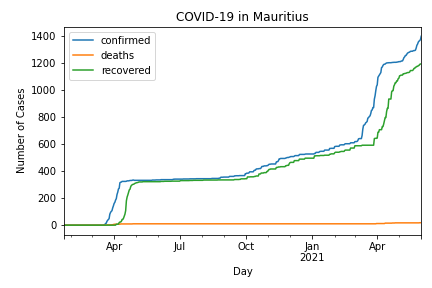 COVID-19 in Mauritius
confirmed
deaths
recovered
Number of Cases
1400
1200
1000
800
600
400
200
0
Apr Jul Oct Jan Apr
2021
Day